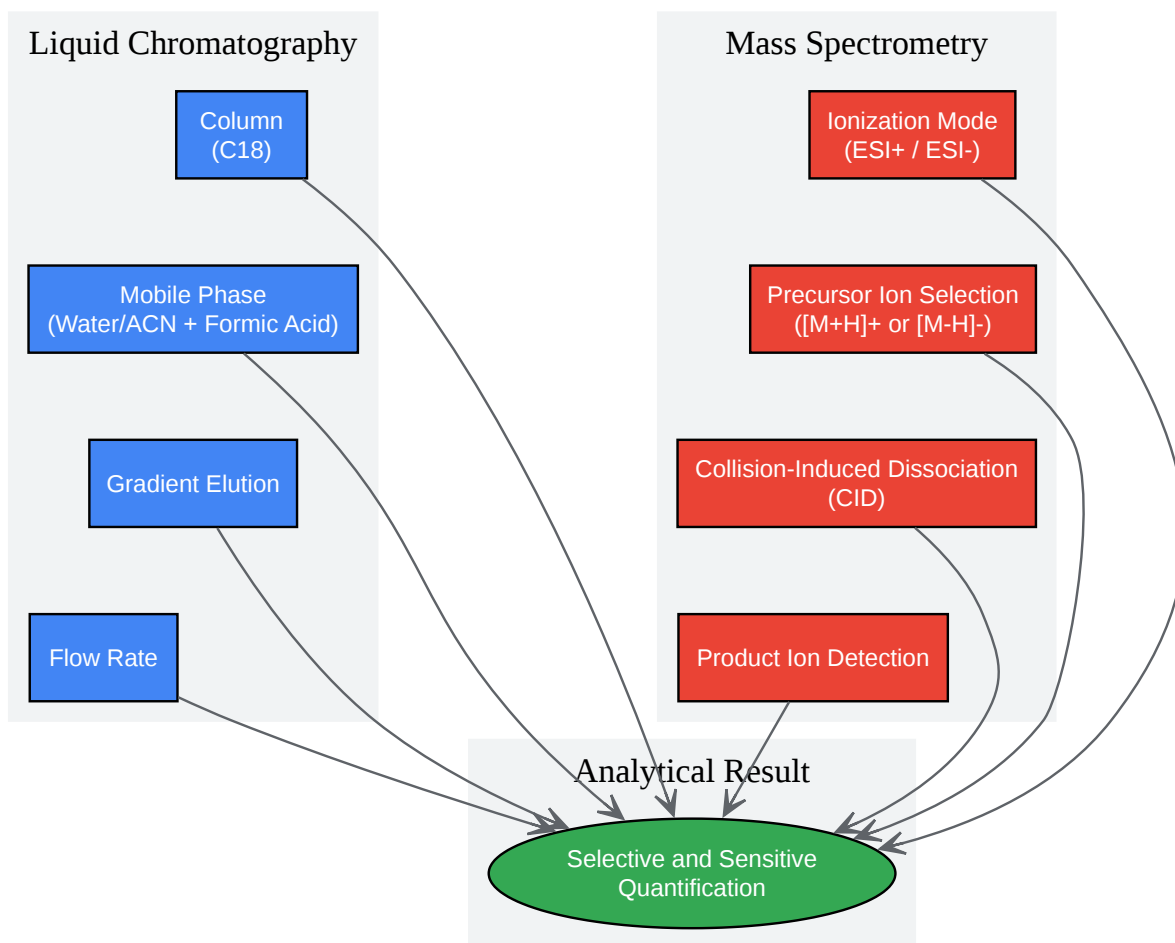 Liquid Chromatography
Column
(C18)
Mobile Phase
(Water/ACN + Formic Acid)
Gradient Elution
Flow Rate
Mass Spectrometry
Ionization Mode
(ESI+ / ESI-)
Precursor Ion Selection
([M+H]+ or [M-H]-)
Collision-Induced Dissociation
(CID)
Product Ion Detection
Analytical Result
Selective and Sensitive
Quantification